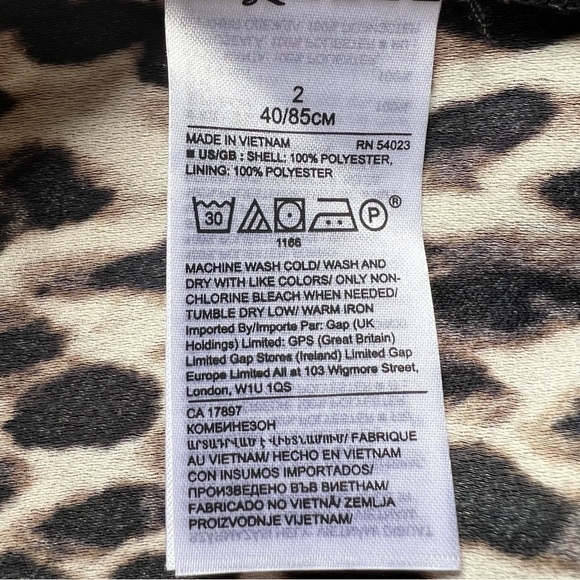 2
40/85CM
MADE IN VIETNAM RN 54023
■ US/GB : SHELL: 100% POLYESTER,
LINING: 100% POLYESTER
30 P ®
1166
MACHINE WASH COLD/ WASH AND
DRY WITH LIKE COLORS/ ONLY NON-
CHLORINE BLEACH WHEN NEEDED/
TUMBLE DRY LOW/ WARM IRON
Imported By/Importe Par: Gap (UK
Holdings) Limited: GPS (Great Britain)
Limited Gap Stores (Ireland) Limited Gap
Europe Limited All at 103 Wigmore Street,
London, W1U 1QS
CA 17897
КОМБИНЕЗОН
ԱՐՏԱԴՐՎԱԾ Է ՎԻԵՏՆԱՄՈՒՄ/ FABRIQUE
AU VIETNAM/ HECHO EN VIETNAM
CON INSUMOS IMPORTADOS/
ПРОИЗВЕДЕНО ВЪВ ВИЕТНАМ/
FABRICADO NO VIETNÃ/ ZEMLJA
PROIZVODNJE VIJETNAM/